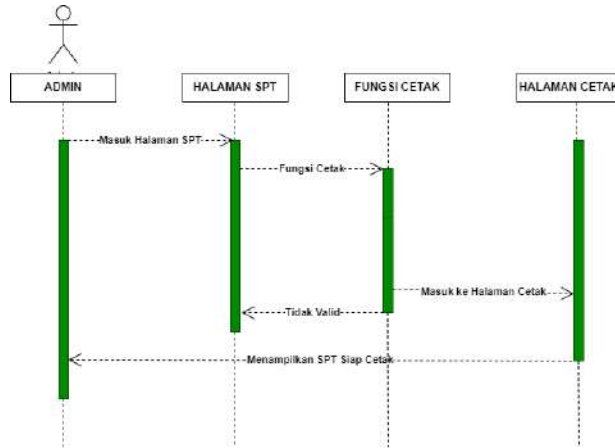 ADMIN
HALAMAN SPT
FUNGSI CETAK
HALAMAN CETAK
Masuk Halaman SPT
Fungsi Cetak
Masuk ke Halaman Cetak
Tidak Valid
Menampilkan SPT Siap Cetak